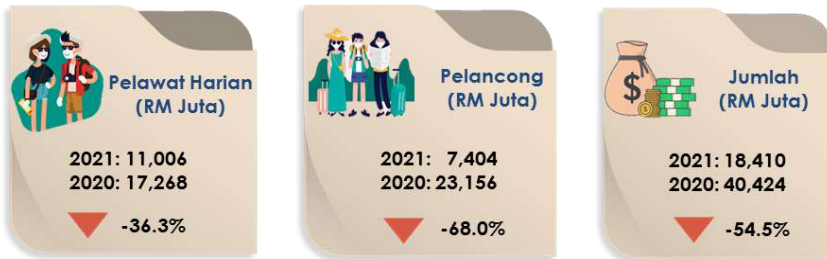 Pelawat Harian
(RM Juta)
2021: 11,006
2020: 17,268
-36.3%
Pelancong
(RM Juta)
2021: 7,404
2020: 23,156
-68.0%
$
Jumlah
(RM Juta)
2021: 18,410
2020: 40,424
-54.5%